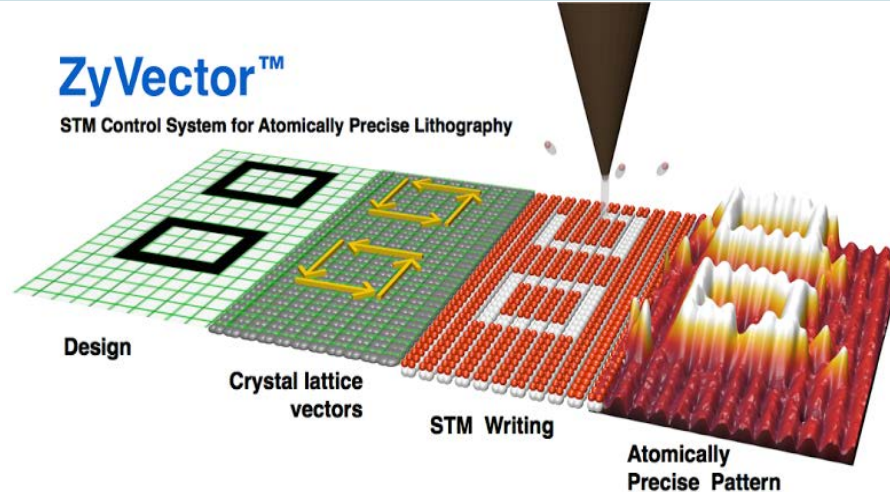 ZyVector™
STM Control System for Atomically Precise Lithography
Design
Crystal lattice
vectors
STM Writing
Atomically
Precise Pattern